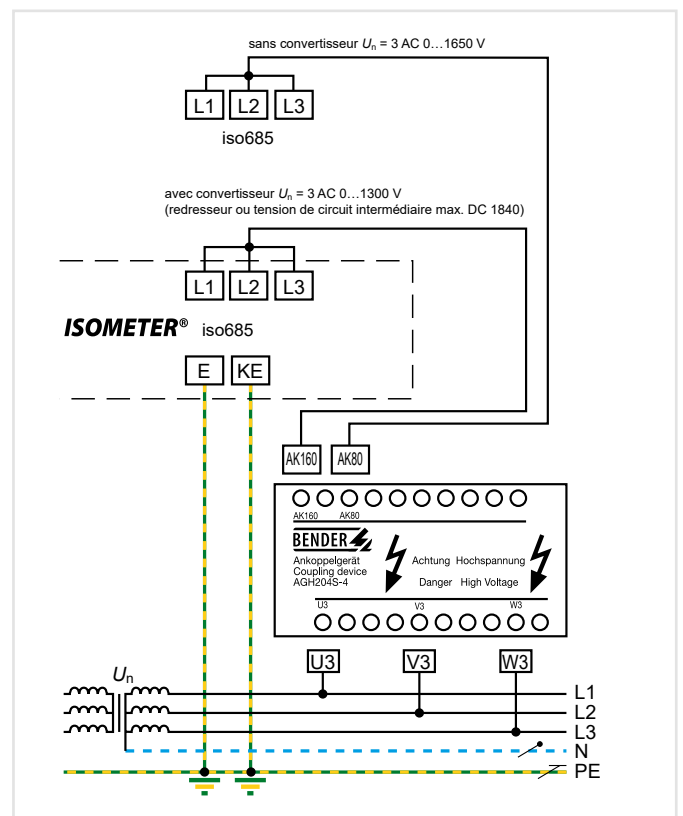 sans convertisseur Un = 3 AC 0…1650 V
L1 L2 L3
iso685
avec convertisseur Un = 3 AC 0…1300 V
(redresseur ou tension de circuit intermédiaire max. DC 1840)
L1 L2 L3
ISOMETER® iso685
E KE
AK160 AK80
AK160 AK80
BENDER
Ankoppelgerät
Coupling device
AGH204S-4
Achtung Hochspannung
Danger High Voltage
U3 V3 W3
U3 V3 W3
Un
L1
L2
L3
N
PE